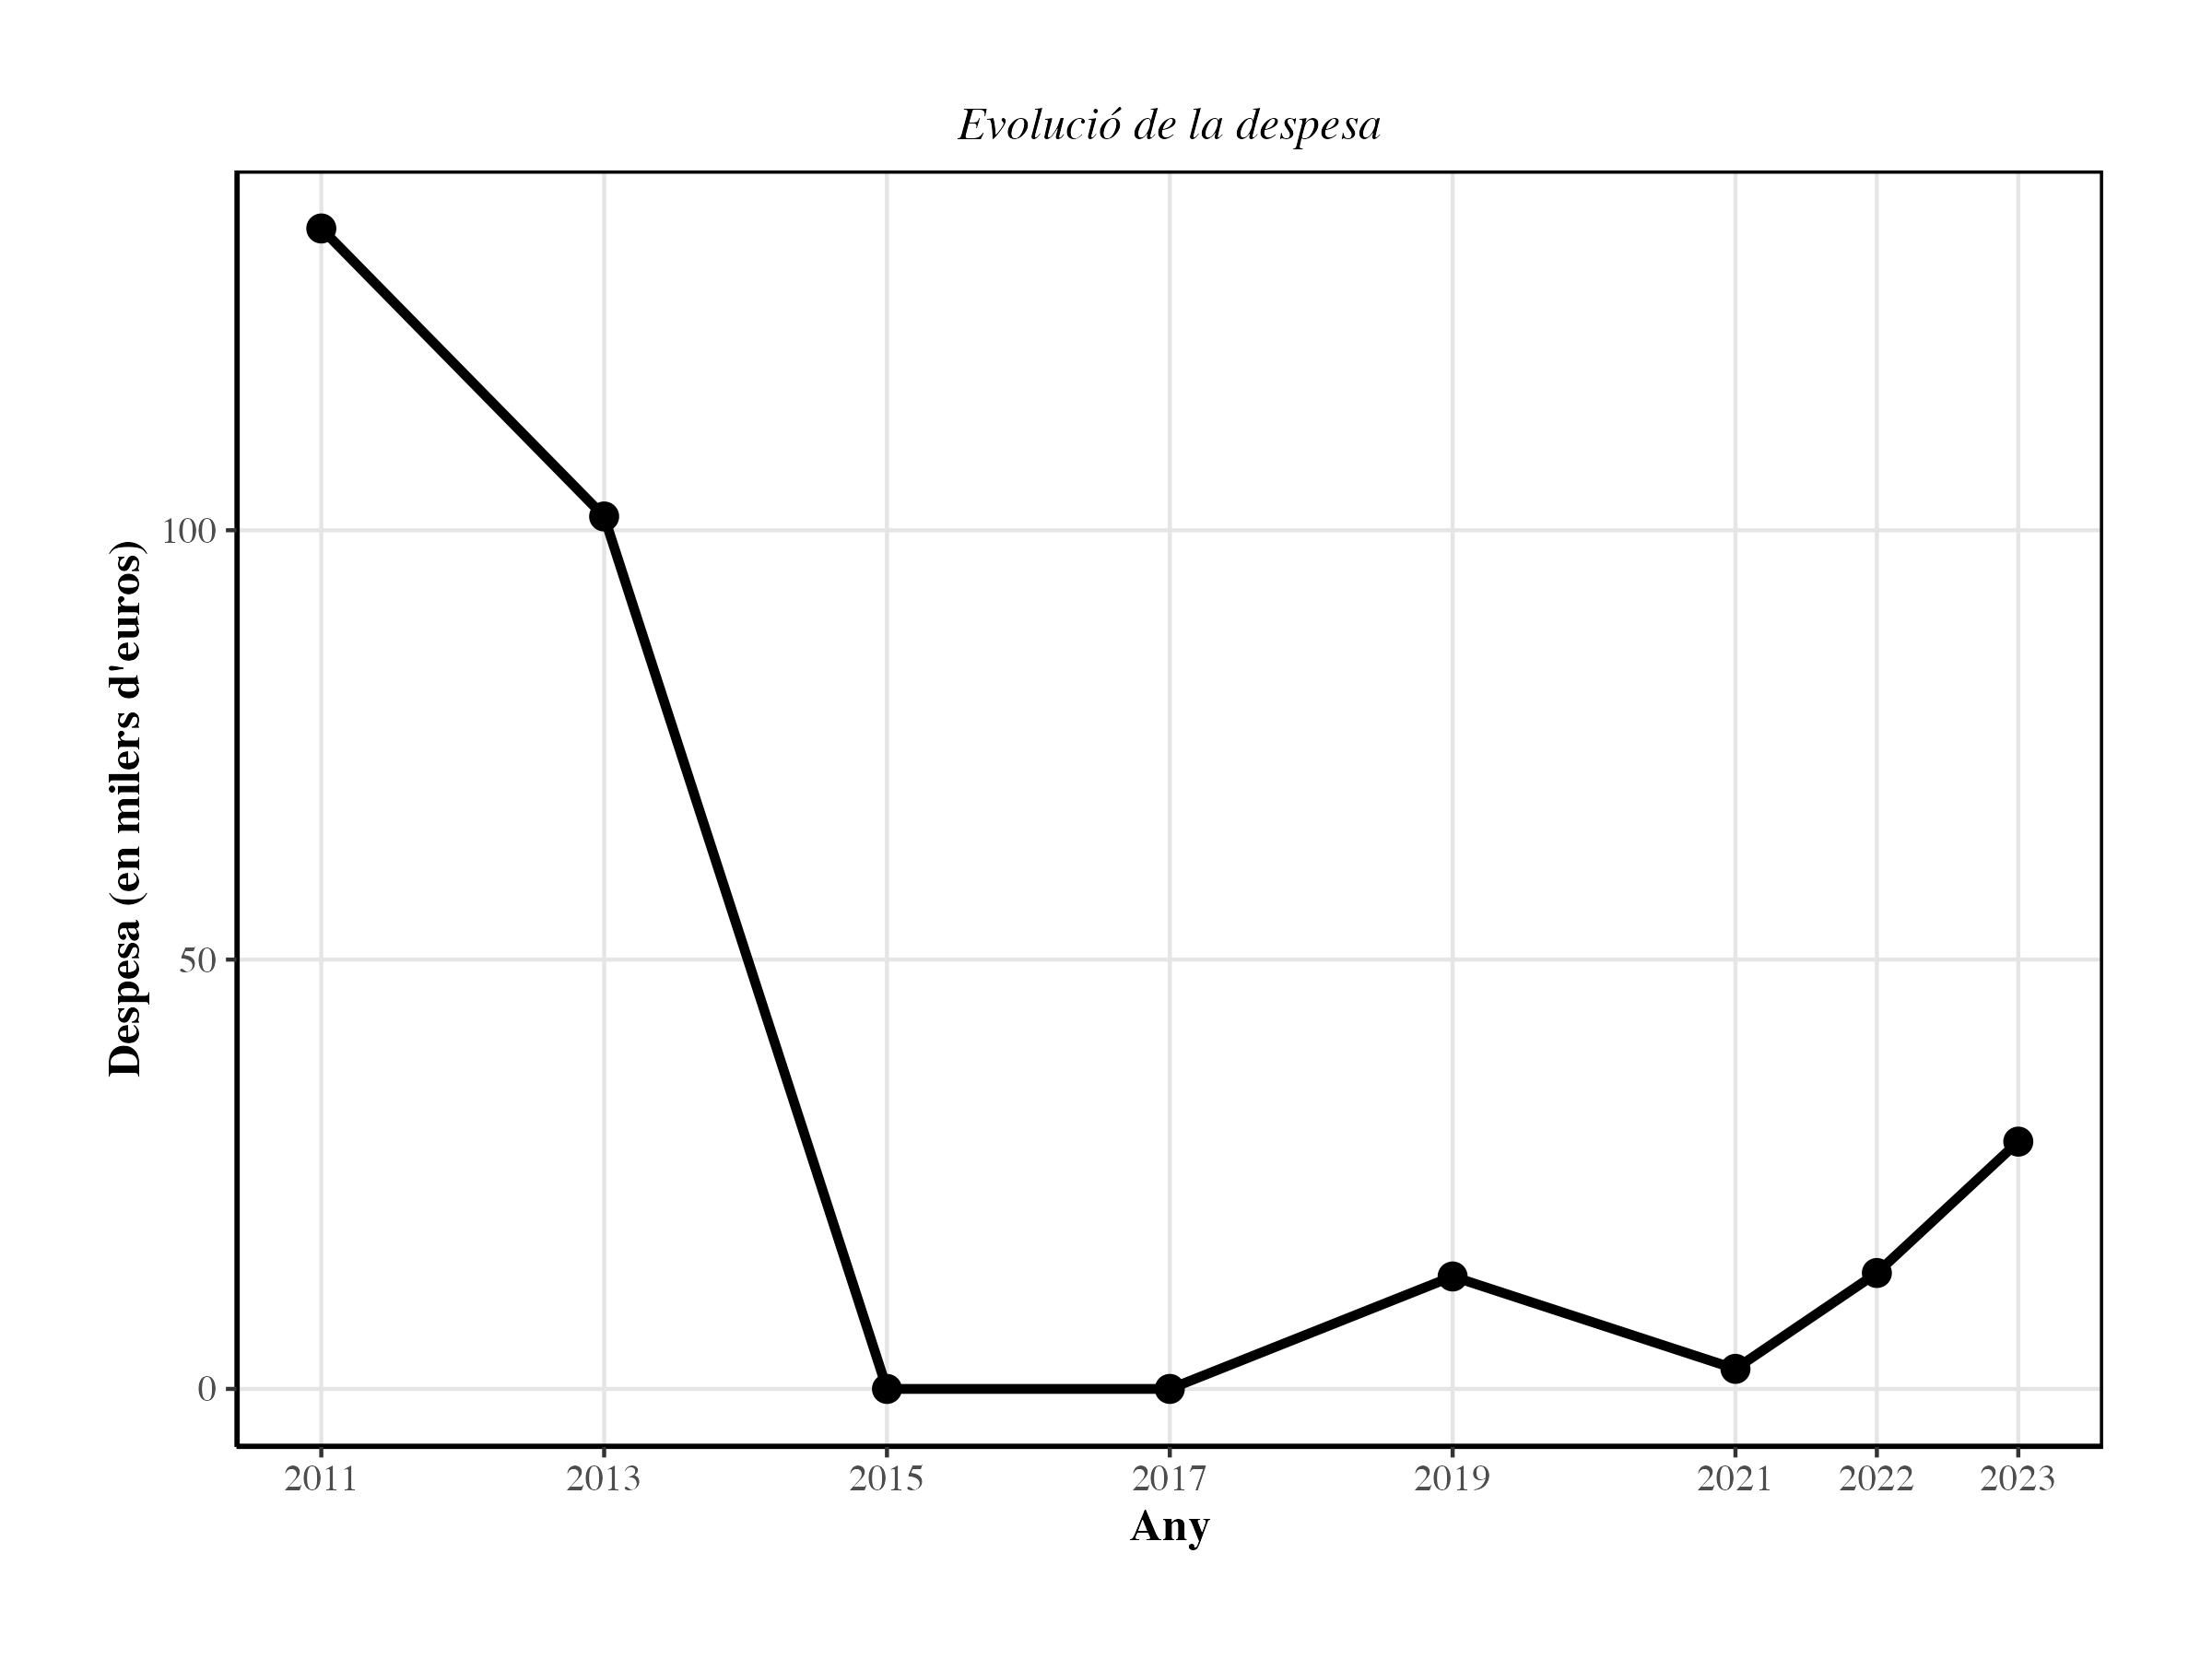 Evolució de la despesa
Despesa (en milers d'euros)
100
50
0
2011 2013 2015 2017 2019 2021 2022 2023
Any